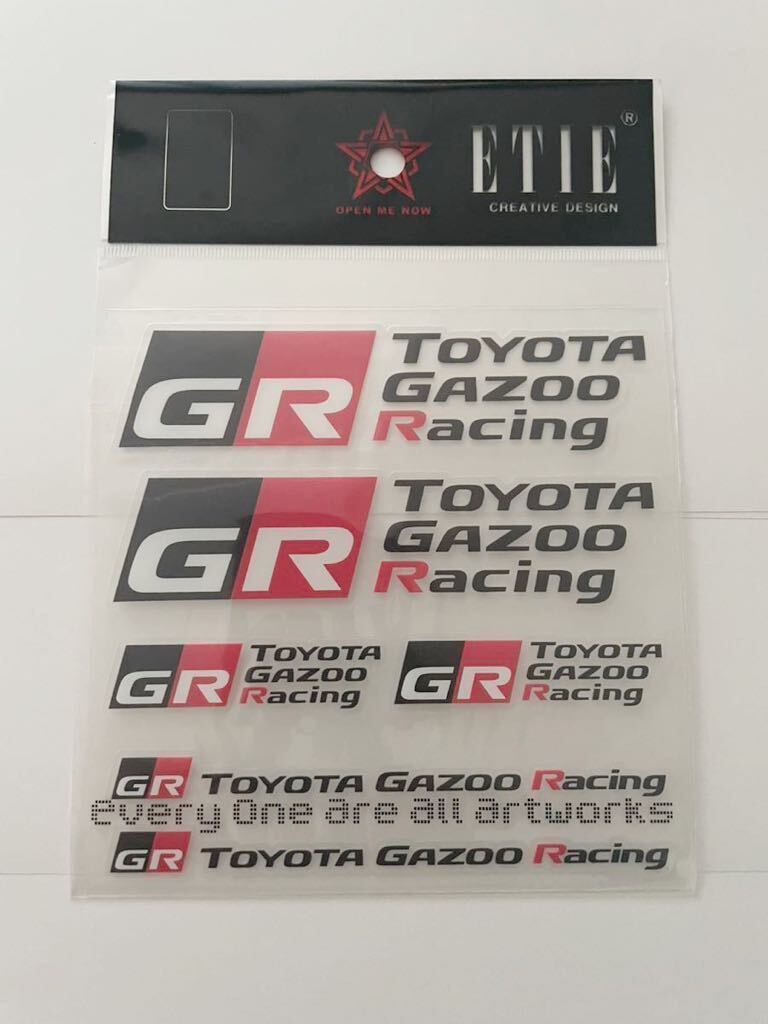 ETIE®
OPEN ME NOW
CREATIVE DESIGN
GR TOYOTA
GAZOO
Racing
GR TOYOTA
GAZOO
Racing
GR TOYOTA
GAZOO
Racing
GR TOYOTA
GAZOO
Racing
GR TOYOTA GAZOO Racing
every One are all artworks
GR TOYOTA GAZOO Racing